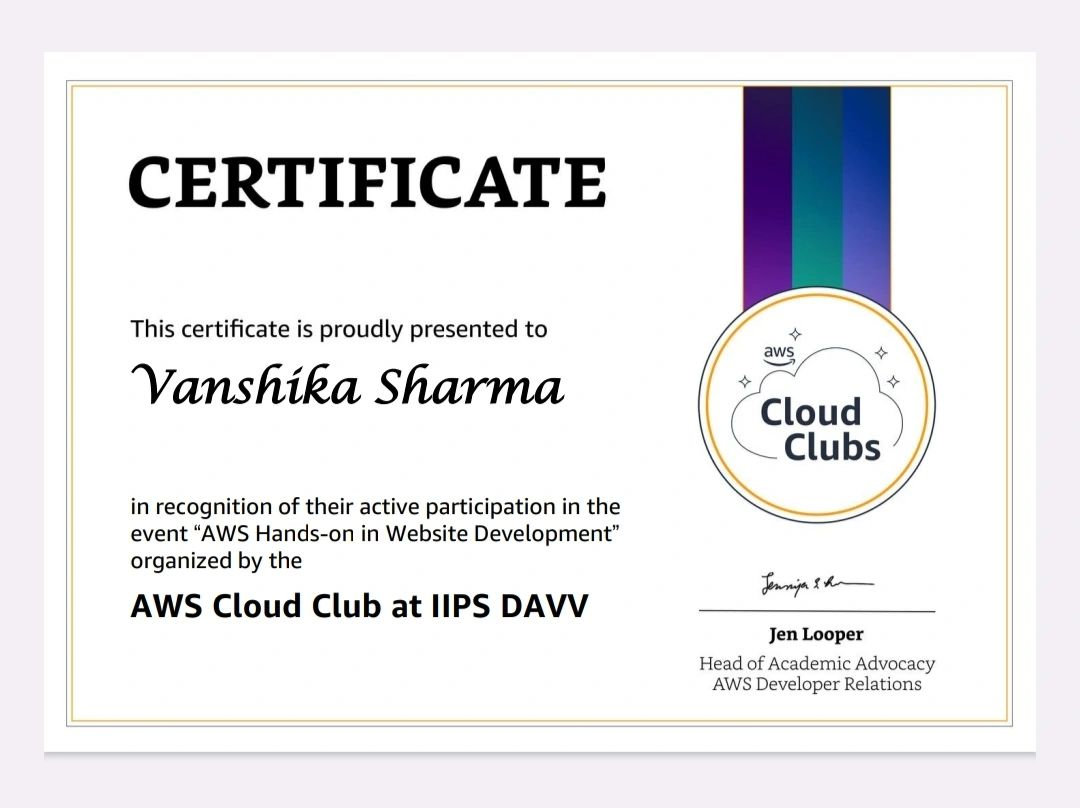 CERTIFICATE
This certificate is proudly presented to
Vanshika Sharma
in recognition of their active participation in the
event “AWS Hands-on in Website Development”
organized by the
AWS Cloud Club at IIPS DAVV
aws
Cloud
Clubs
Jen Looper
Head of Academic Advocacy
AWS Developer Relations